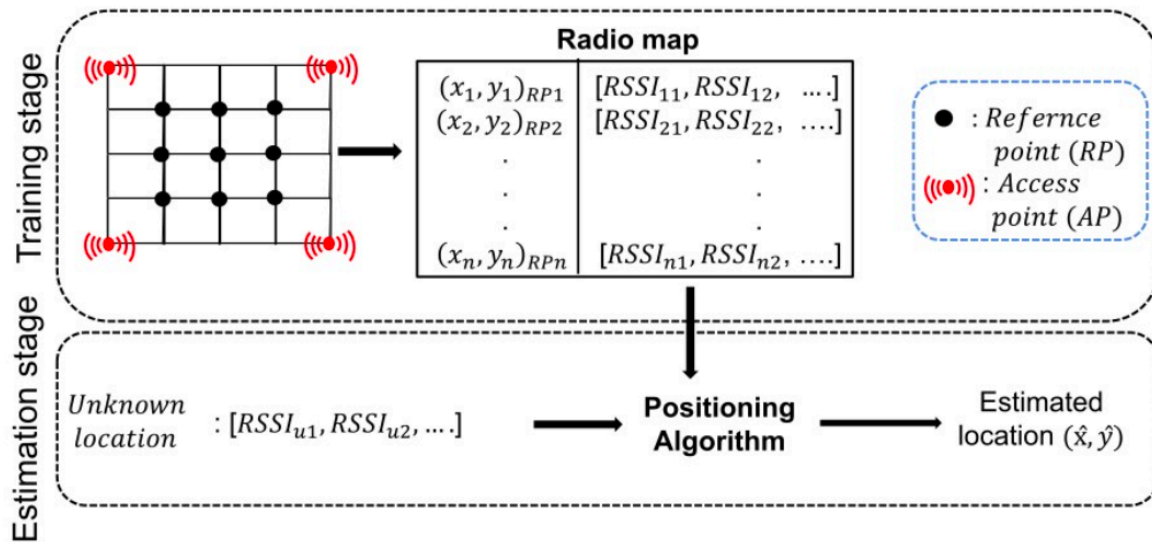 Training stage
Radio map
(x₁, y₁)RP1 [RSSI₁₁, RSSI₁₂, ….]
(x₂, y₂)RP2 [RSSI₂₁, RSSI₂₂, ….]
. .
. .
. .
(xₙ, yₙ)RPn [RSSIₙ₁, RSSIₙ₂, ….]
: Refernce
point (RP)
: Access
point (AP)
Estimation stage
Unknown
location
: [RSSIᵤ₁, RSSIᵤ₂, ….]
Positioning
Algorithm
Estimated
location (x̂, ŷ)